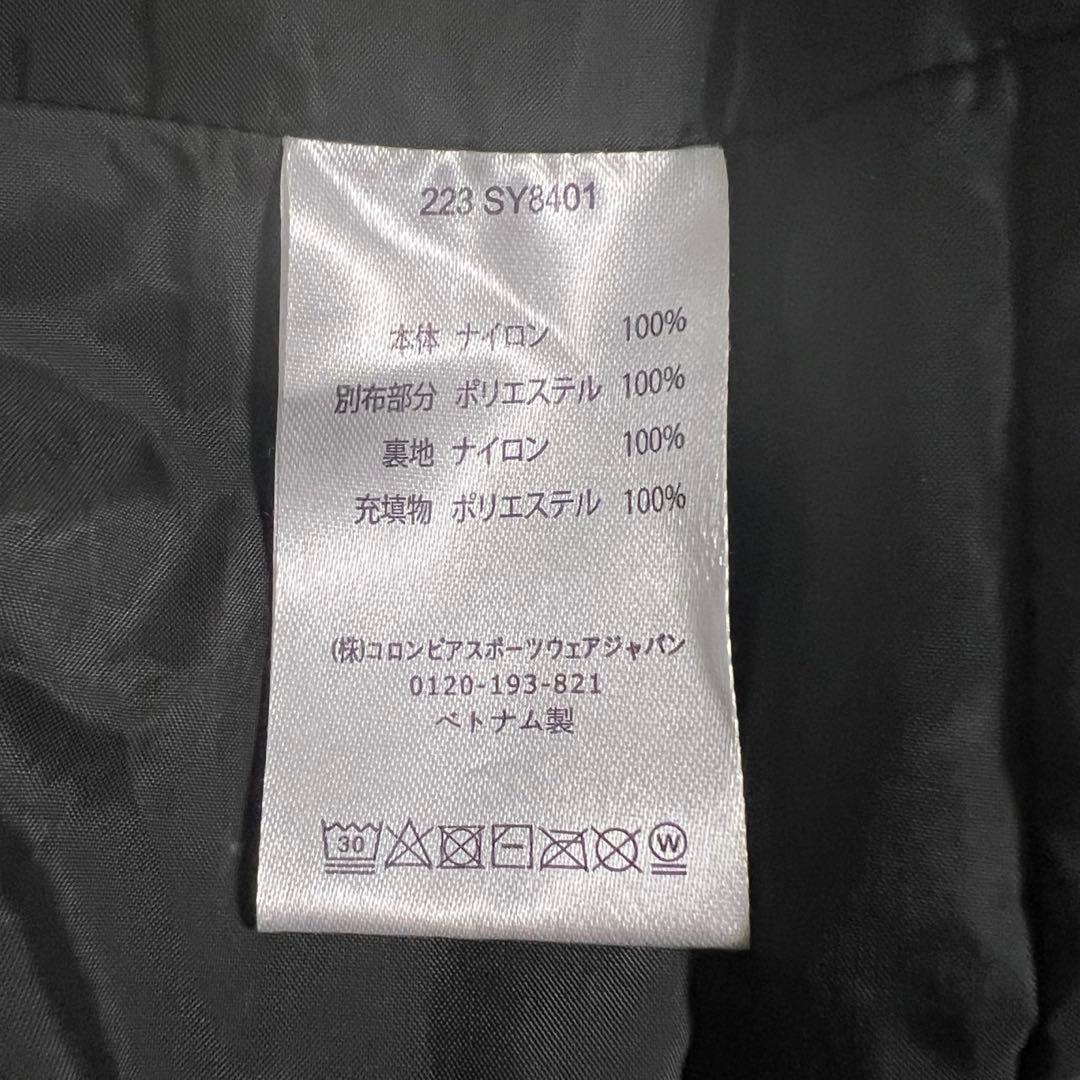 223 SY8401
本体 ナイロン 100%
別布部分 ポリエステル 100%
裏地 ナイロン 100%
充填物 ポリエステル 100%
(株)コロンビアスポーツウェアジャパン
0120-193-821
ベトナム製
30 W